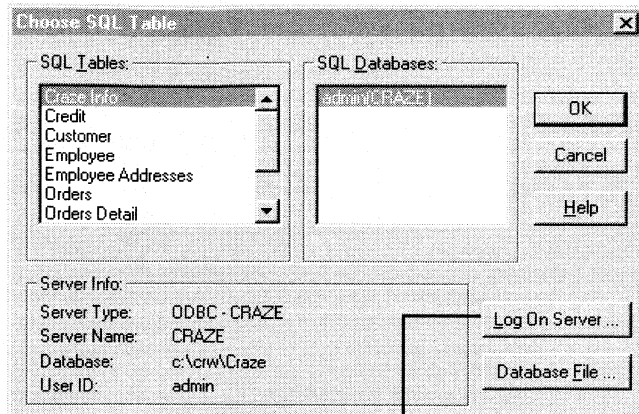 Choose SQL Table
SQL Tables:
Craze Info
Credit
Customer
Employee
Employee Addresses
Orders
Orders Detail
SQL Databases:
admin(CRAZE)
OK
Cancel
Help
Server Info:
Server Type: ODBC - CRAZE
Server Name: CRAZE
Database: c:\crw\Craze
User ID: admin
Log On Server ...
Database File ...